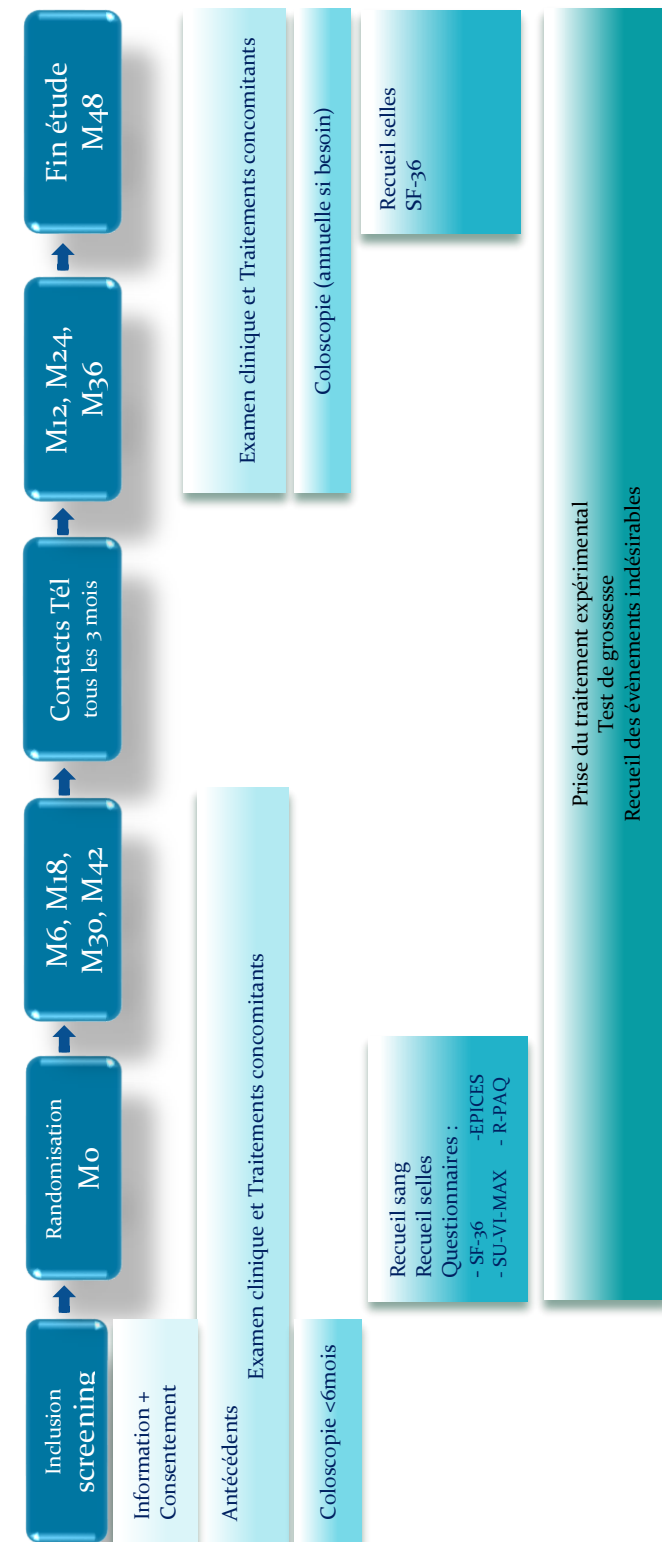 Inclusion
screening
Randomisation
M0
M6, M18,
M30, M42
Contacts Tél
tous les 3 mois
M12, M24,
M36
Fin étude
M48
Information +
Consentement
Antécédents
Examen clinique et Traitements concomitants
Examen clinique et Traitements concomitants
Coloscopie <6mois
Coloscopie (annuelle si besoin)
Recueil sang
Recueil selles
Questionnaires :
- SF-36 -EPICES
- SU-VI-MAX - R-PAQ
Recueil selles
SF-36
Prise du traitement expérimental
Test de grossesse
Recueil des évènements indésirables